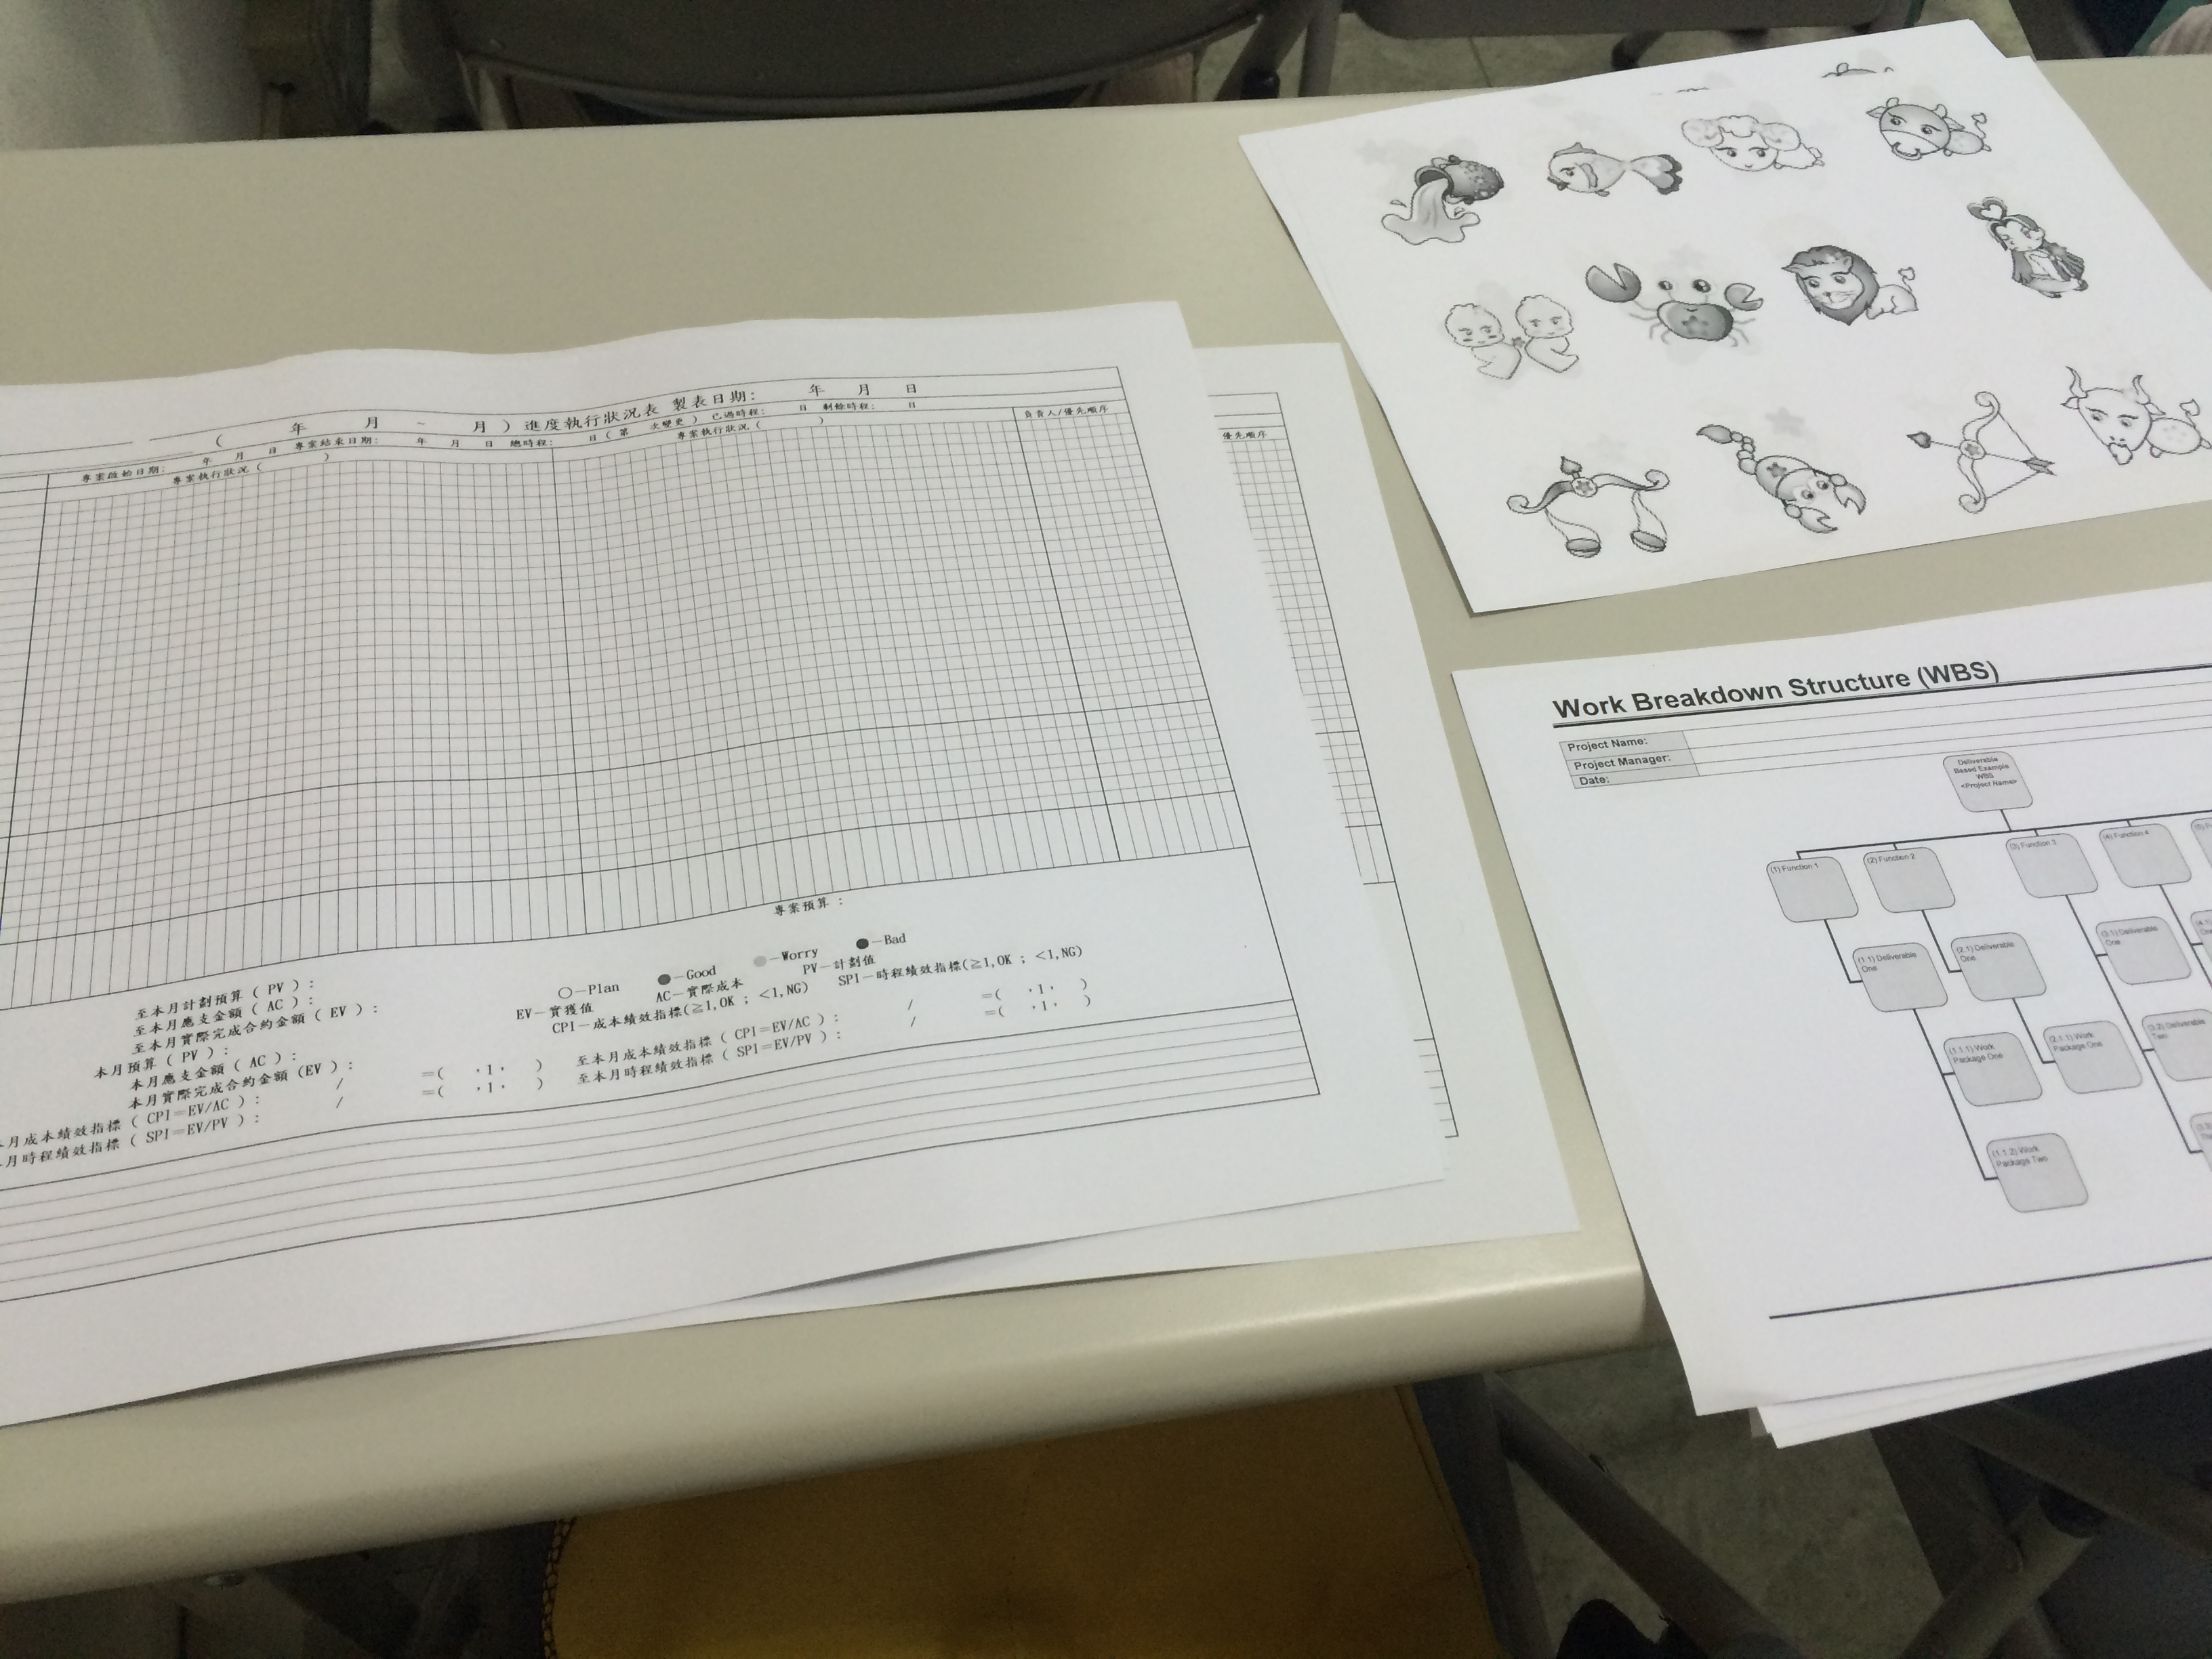 ( 年 月 ~ 月 ) 進度執行狀況表 製表日期: 年 月 日
專案啟始日期: 年 月 日 專案結束日期: 年 月 日 總時程: 日 ( 第 次變更 ) 已過時程: 日 剩餘時程: 日
專案執行狀況 ( ) 專案執行狀況 ( ) 負責人/優先順序
優先順序
專案預算 :
○—Plan ●—Good ●—Worry ●—Bad
EV—實獲值 AC—實際成本 PV—計劃值
CPI—成本績效指標(≧1,OK ; <1,NG) SPI—時程績效指標(≧1,OK ; <1,NG)
至本月計劃預算 ( PV ) :
至本月應支金額 ( AC ) :
至本月實際完成合約金額 ( EV ) :
本月預算 ( PV ) :
本月應支金額 ( AC ) :
本月實際完成合約金額 (EV ) :
本月成本績效指標 ( CPI=EV/AC ) : / =( ,1, ) 至本月成本績效指標 ( CPI=EV/AC ) : / =( ,1, )
本月時程績效指標 ( SPI=EV/PV ) : / =( ,1, ) 至本月時程績效指標 ( SPI=EV/PV ) : / =( ,1, )
Work Breakdown Structure (WBS)
Project Name:
Project Manager:
Date:
Deliverable
Based Example
WBS
<Project Name>
(1) Function 1
(2) Function 2
(3) Function 3
(4) Function 4
(1.1) Deliverable
One
(2.1) Deliverable
One
(3.1) Deliverable
One
(1.1.1) Work
Package One
(2.1.1) Work
Package One
(3.2) Deliverable
Two
(1.1.2) Work
Package Two